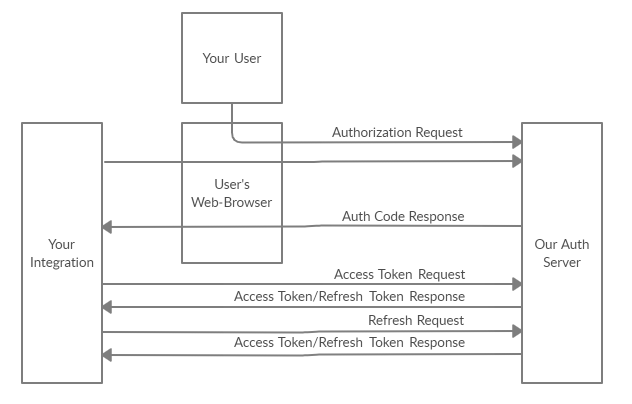 Your User
Authorization Request
User's
Web-Browser
Auth Code Response
Your
Integration
Our Auth
Server
Access Token Request
Access Token/Refresh Token Response
Refresh Request
Access Token/Refresh Token Response